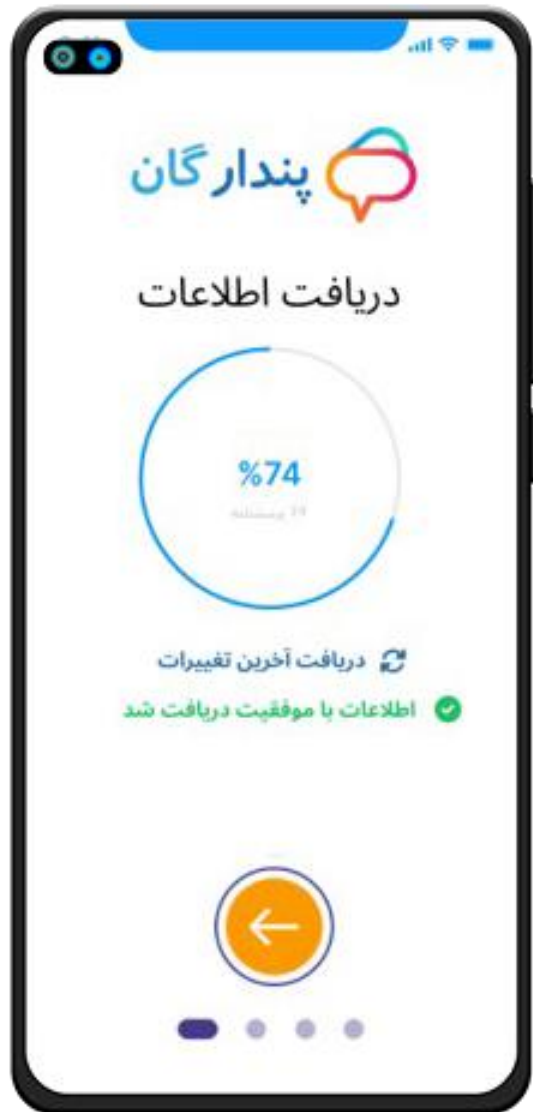 پندارگان
دریافت اطلاعات
%74
دریافت آخرین تغییرات
اطلاعات با موفقیت دریافت شد